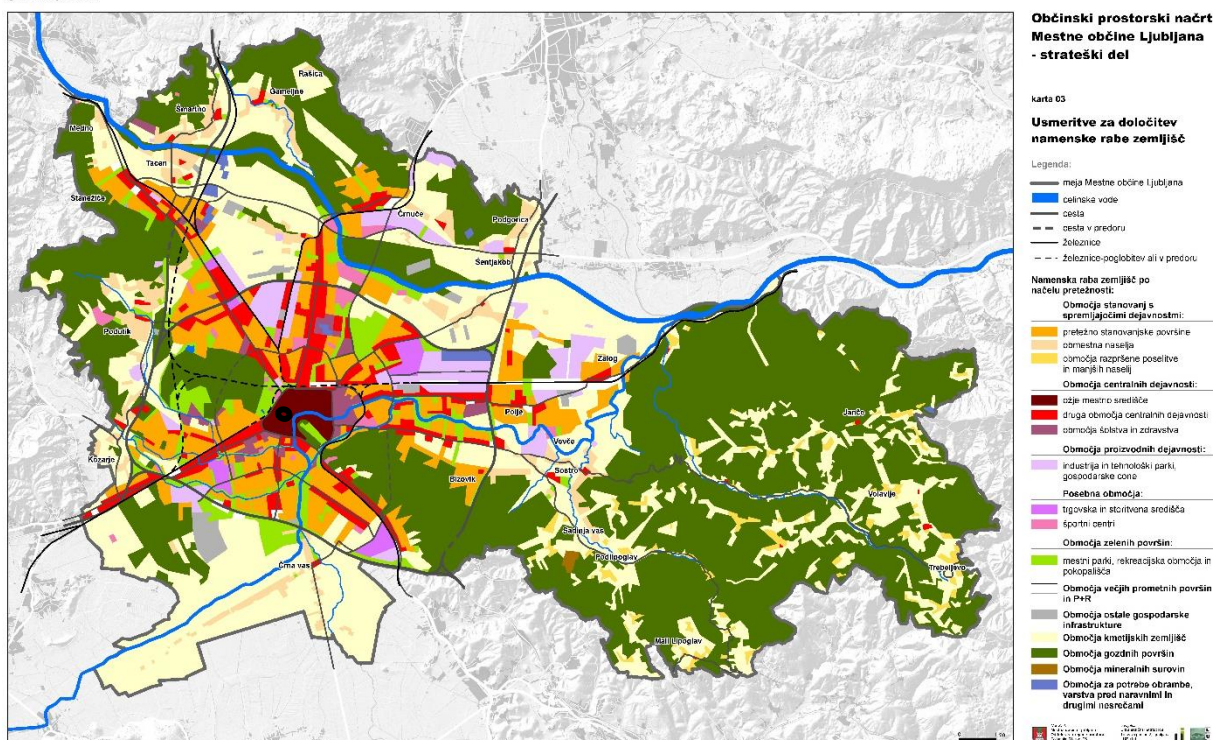 Občinski prostorski načrt
Mestne občine Ljubljana
- strateški del
karta 03
Usmeritve za določitev
namenske rabe zemljišč
Legenda:
meja Mestne občine Ljubljana
celinske vode
cesta
cesta v predoru
železnice
železnice-poglobitev ali v predoru
Namenska raba zemljišč po
načelu pretežnosti:
Območja stanovanj s
spremljajočimi dejavnostmi:
pretežno stanovanjske površine
obmestna naselja
območja razpršene poselitve
in manjših naselij
Območja centralnih dejavnosti:
ožje mestno središče
druga območja centralnih dejavnosti
območja šolstva in zdravstva
Območja proizvodnih dejavnosti:
industrija in tehnološki parki,
gospodarske cone
Posebna območja:
trgovska in storitvena središča
športni centri
Območja zelenih površin:
mestni parki, rekreacijska območja in
pokopališča
Območja večjih prometnih površin
in P+R
Območja ostale gospodarske
infrastrukture
Območja kmetijskih zemljišč
Območja gozdnih površin
Območja mineralnih surovin
Območja za potrebe obrambe,
varstva pred naravnimi in
drugimi nesrečami
Rašica
Gameljne
Šmartno
Medno
Tacen
Stanežiče
Črnuče
Podgorica
Šentjakob
Podutik
Zalog
Polje
Janče
Vevče
Kozarje
Sostro
Bizovik
Volavlje
Sadinja vas
Podlipoglav
Črna vas
Trebeljevo
Mali Lipoglav